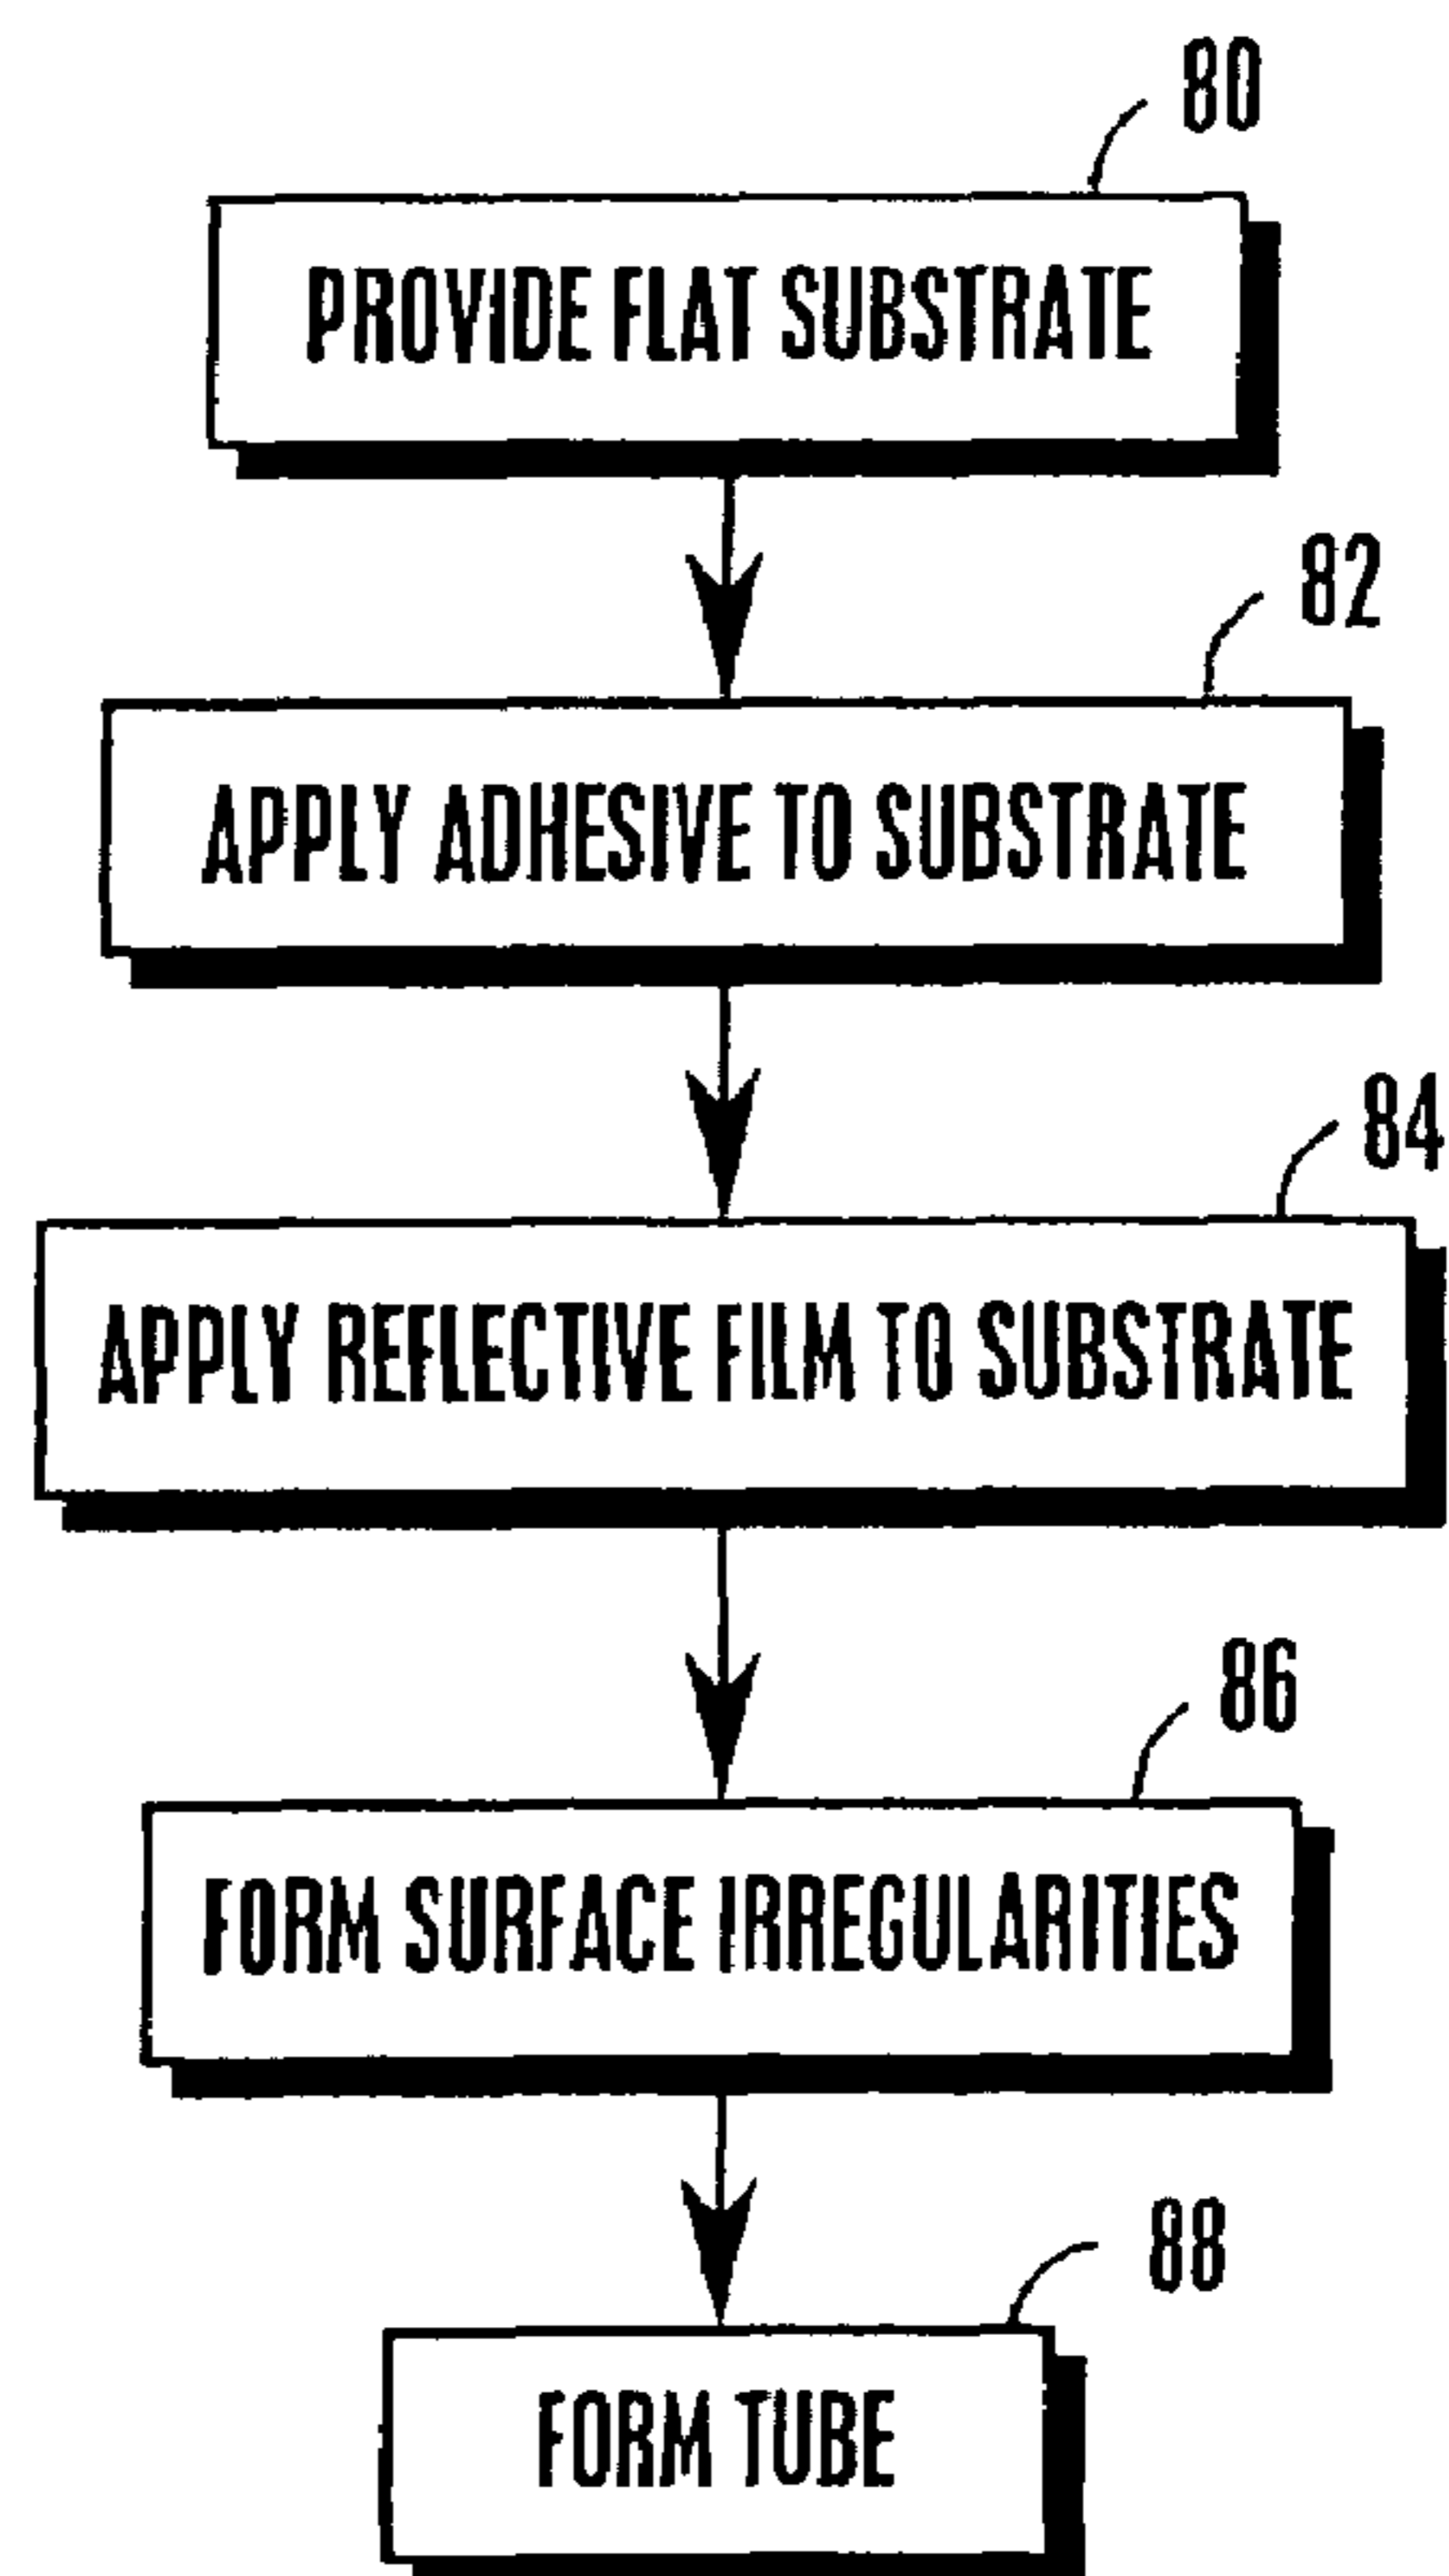 80
PROVIDE FLAT SUBSTRATE
82
APPLY ADHESIVE TO SUBSTRATE
84
APPLY REFLECTIVE FILM TO SUBSTRATE
86
FORM SURFACE IRREGULARITIES
88
FORM TUBE